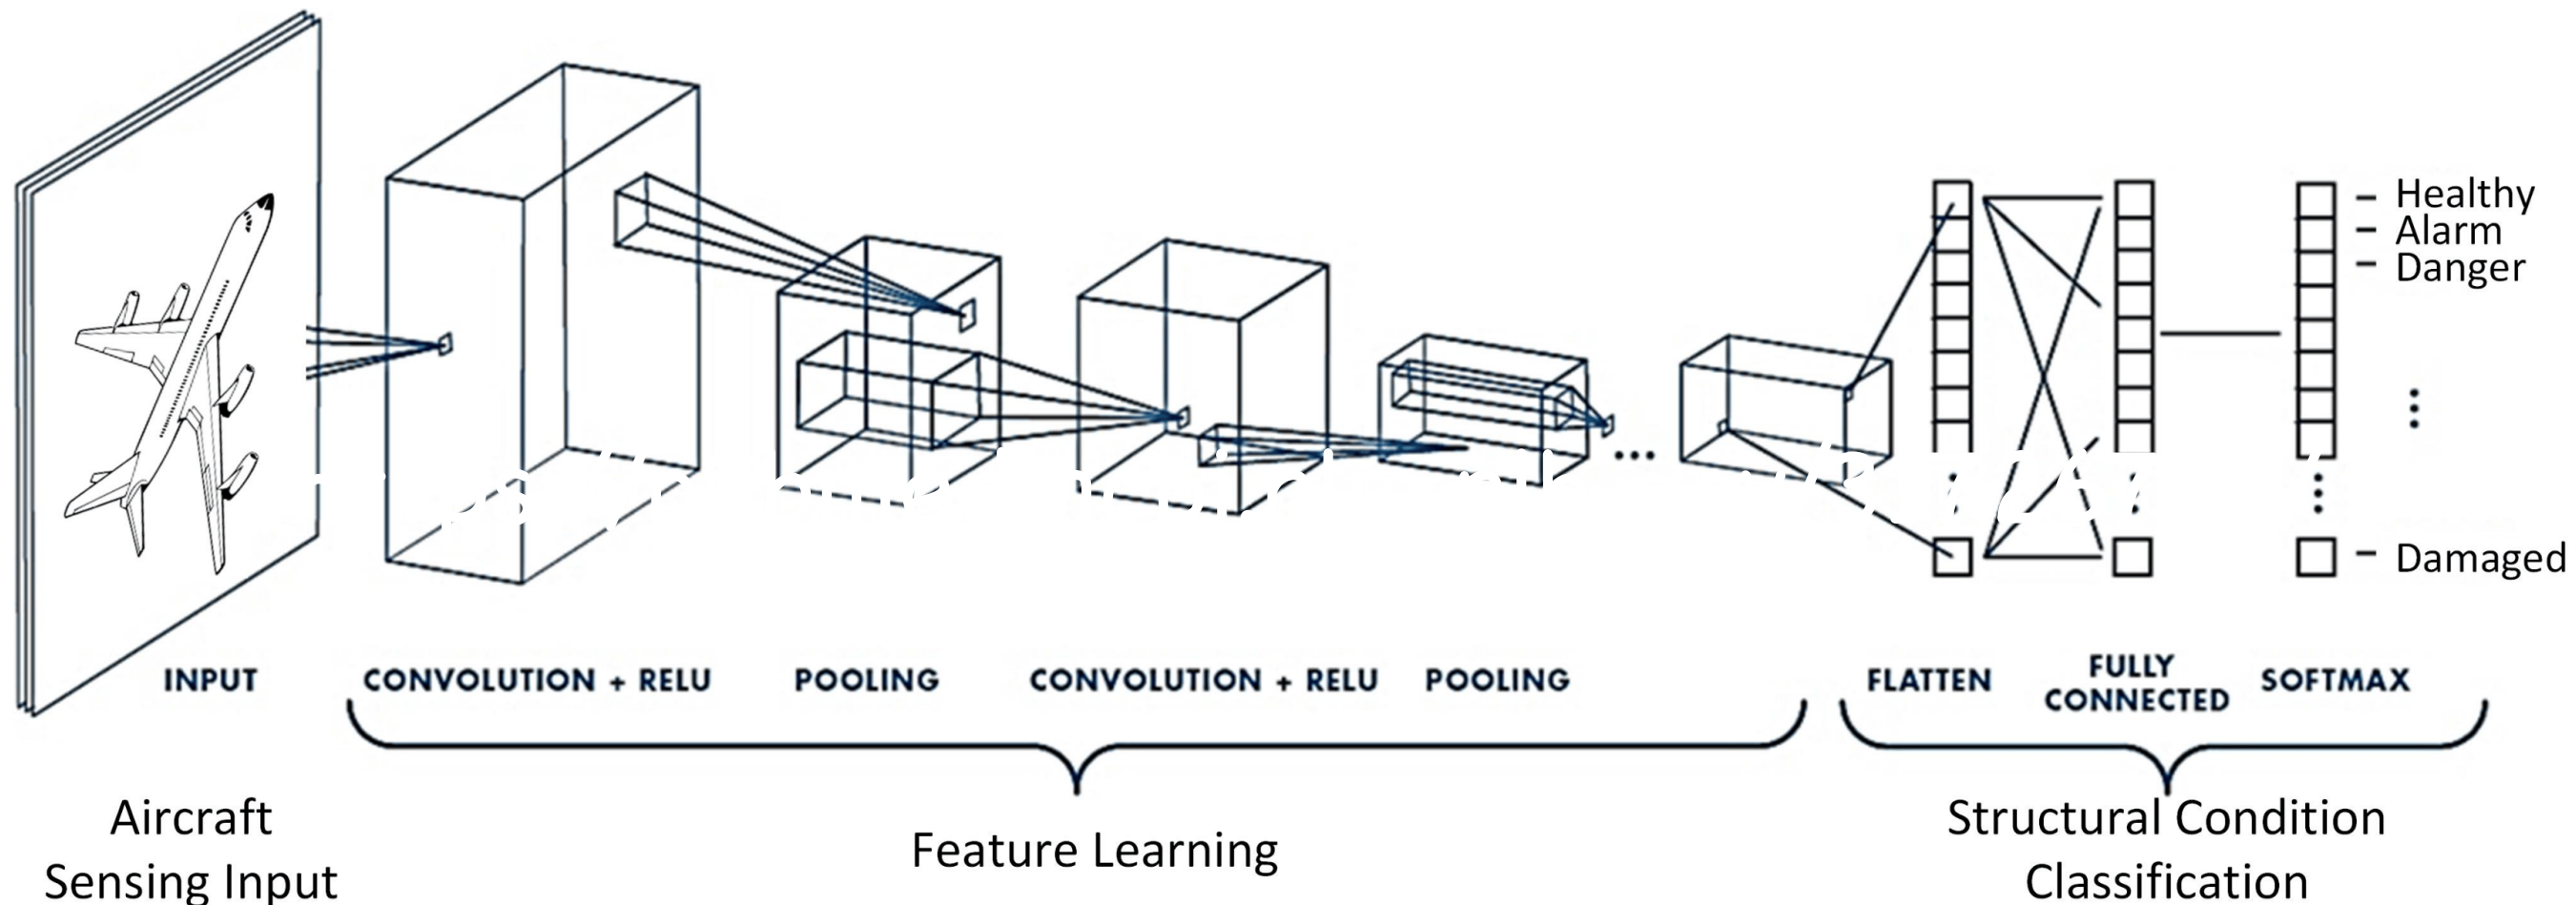 Healthy
Alarm
Danger
Damaged
INPUT
CONVOLUTION + RELU
POOLING
CONVOLUTION + RELU
POOLING
FLATTEN
FULLY
CONNECTED
SOFTMAX
Aircraft
Sensing Input
Feature Learning
Structural Condition
Classification